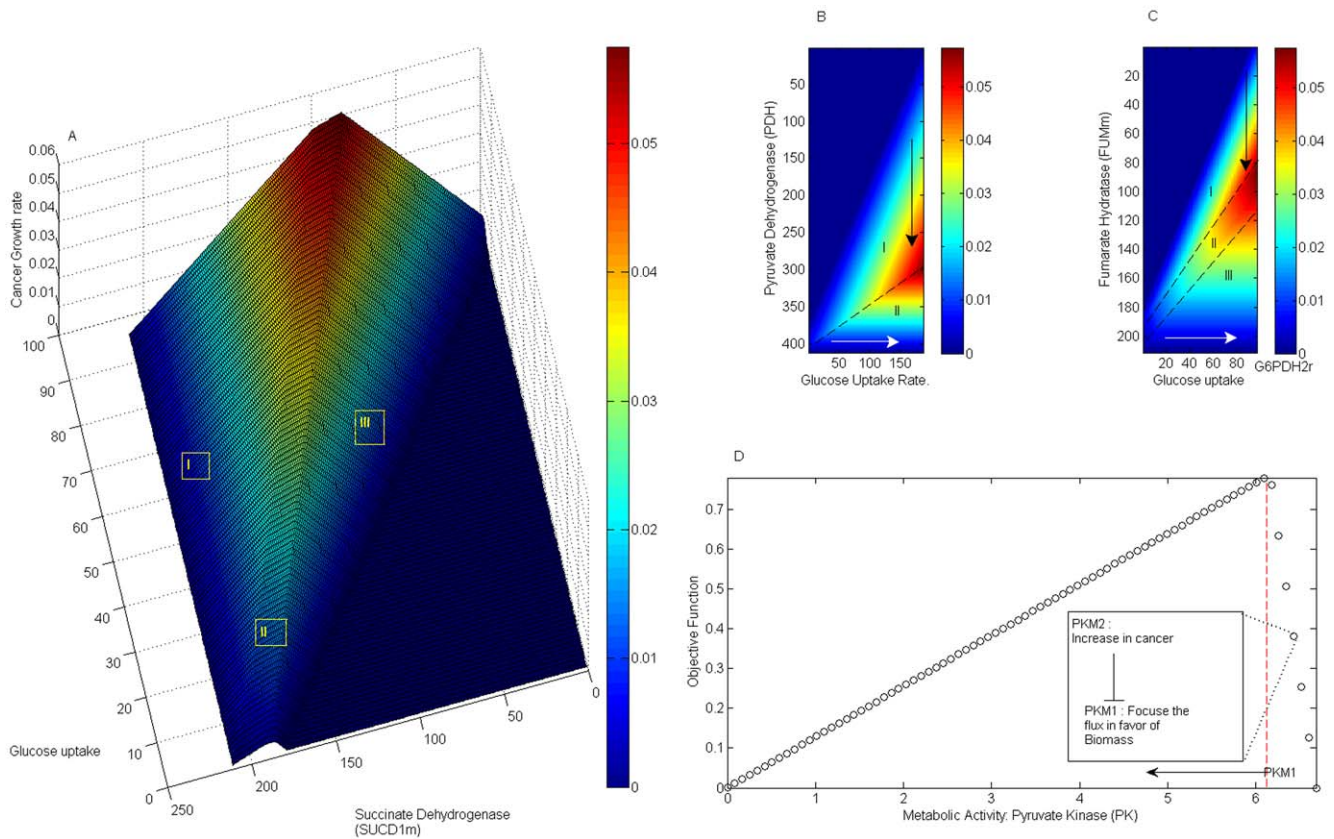 A
Cancer Growth rate
0.06
0.05
0.04
0.03
0.02
0.01
0
100
90
80
70
60
50
40
30
20
10
0
Glucose uptake
250
200
150
100
50
0
Succinate Dehydrogenase
(SUCD1m)
I
II
III
0.05
0.04
0.03
0.02
0.01
0
B
Pyruvate Dehydrogenase (PDH)
50
100
150
200
250
300
350
400
I
II
50 100 150
Glucose Uptake Rate.
0.05
0.04
0.03
0.02
0.01
0
C
Fumarate Hydratase (FUMm)
20
40
60
80
100
120
140
160
180
200
I
II
III
20 40 60 80
Glucose uptake
G6PDH2r
0.05
0.04
0.03
0.02
0.01
0
D
Objective Function
0.7
0.6
0.5
0.4
0.3
0.2
0.1
0
PKM2 :
Increase in cancer
PKM1 : Focuse the
flux in favor of
Biomass
PKM1
0 1 2 3 4 5 6
Metabolic Activity: Pyruvate Kinase (PK)